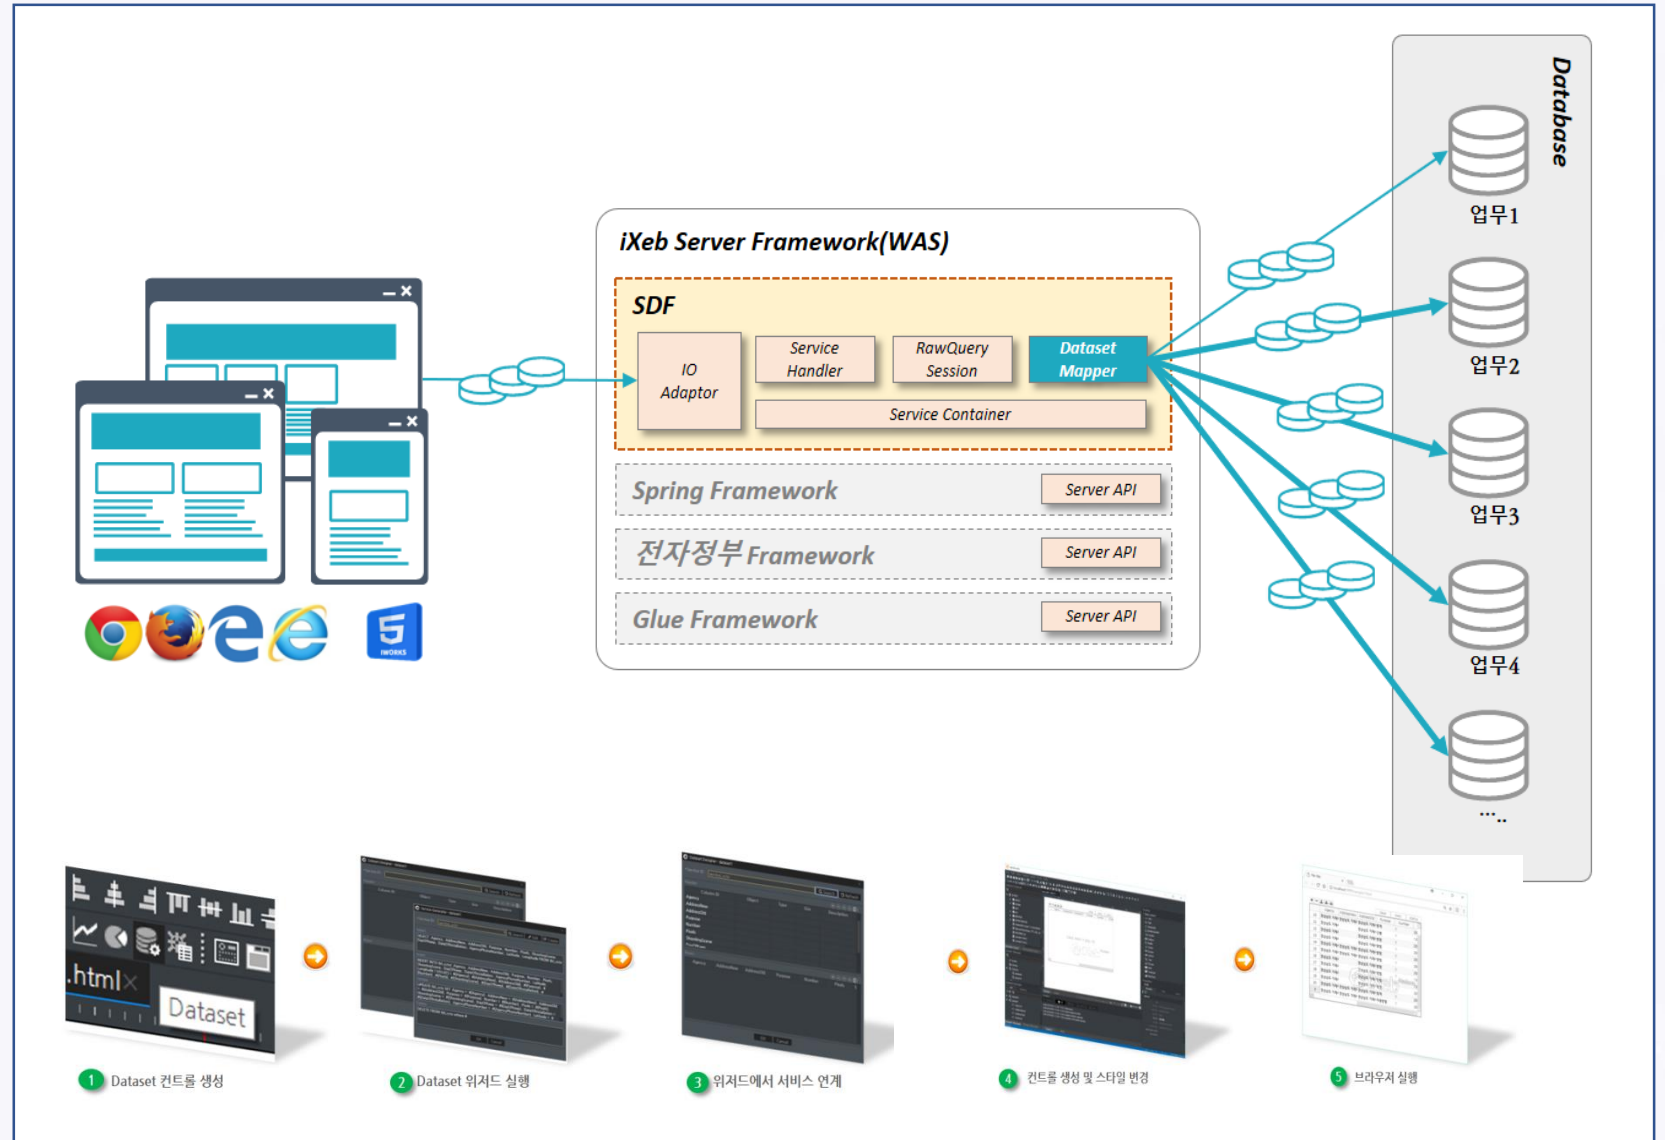 Database
업무1
업무2
업무3
업무4
.....
iXeb Server Framework(WAS)
SDF
IO
Adaptor
Service
Handler
RawQuery
Session
Dataset
Mapper
Service Container
Spring Framework
Server API
전자정부 Framework
Server API
Glue Framework
Server API
5
IWORKS
.html×
Dataset
1 Dataset 컨트롤 생성
2 Dataset 위저드 실행
3 위저드에서 서비스 연계
4 컨트롤 생성 및 스타일 변경
5 브라우저 실행